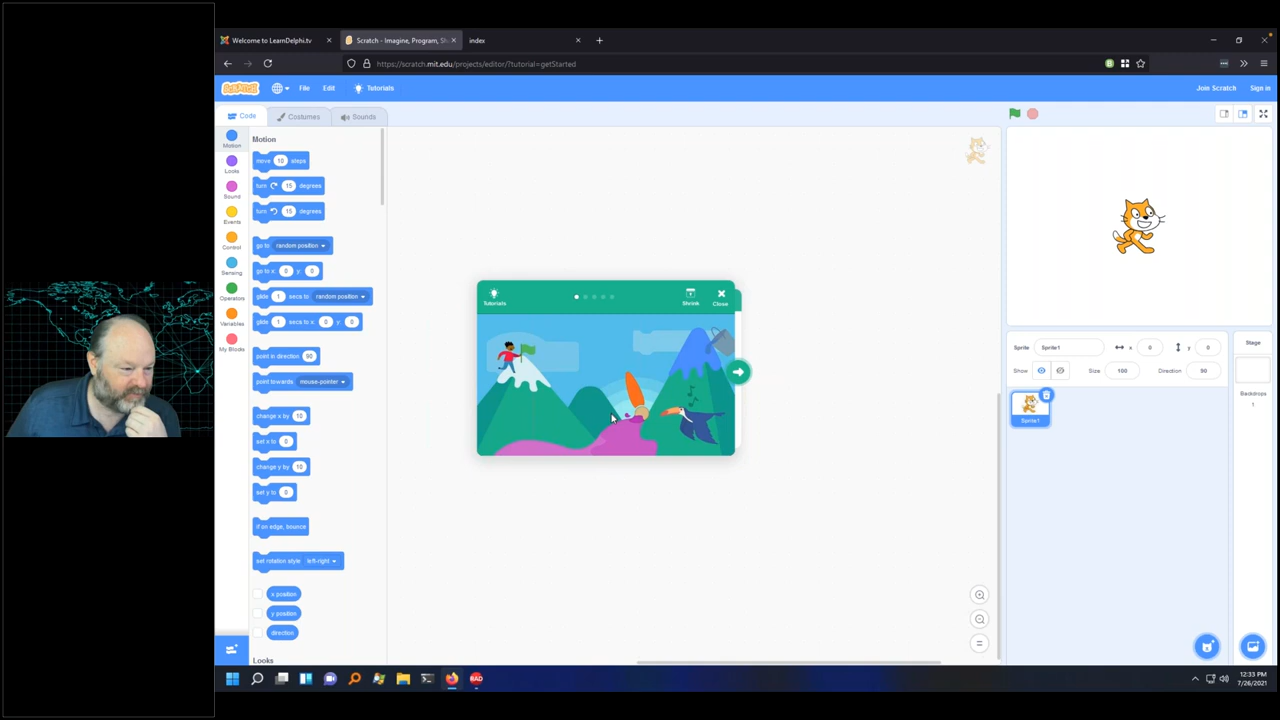 Welcome to LearnDelphi.tv
Scratch - Imagine, Program, Sh
index
https://scratch.mit.edu/projects/editor/?tutorial=getStarted
SCRATCH
File
Edit
Tutorials
Join Scratch
Sign in
Code
Costumes
Sounds
Motion
Looks
Sound
Events
Control
Sensing
Operators
Variables
My Blocks
Motion
move 10 steps
turn 15 degrees
turn 15 degrees
go to random position
go to x: 0 y: 0
glide 1 secs to random position
glide 1 secs to x: 0 y: 0
point in direction 90
point towards mouse-pointer
change x by 10
set x to 0
change y by 10
set y to 0
if on edge, bounce
set rotation style left-right
x position
y position
direction
Looks
Tutorials
Shrink
Close
Sprite
Sprite1
x 0
y 0
Show
Size 100
Direction 90
Sprite1
Stage
Backdrops
1
RAD
12:33 PM
7/26/2021